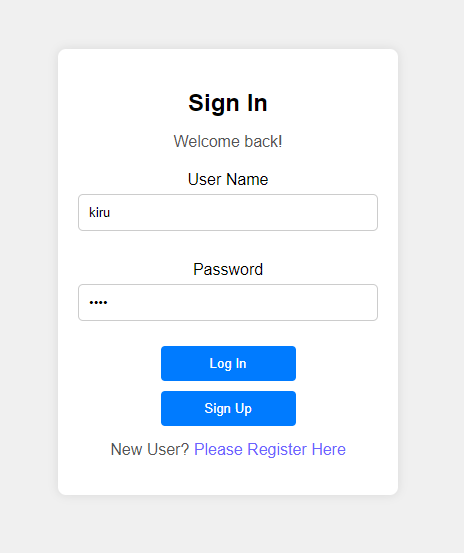 Sign In
Welcome back!
User Name
kiru
Password
••••
Log In
Sign Up
New User? Please Register Here